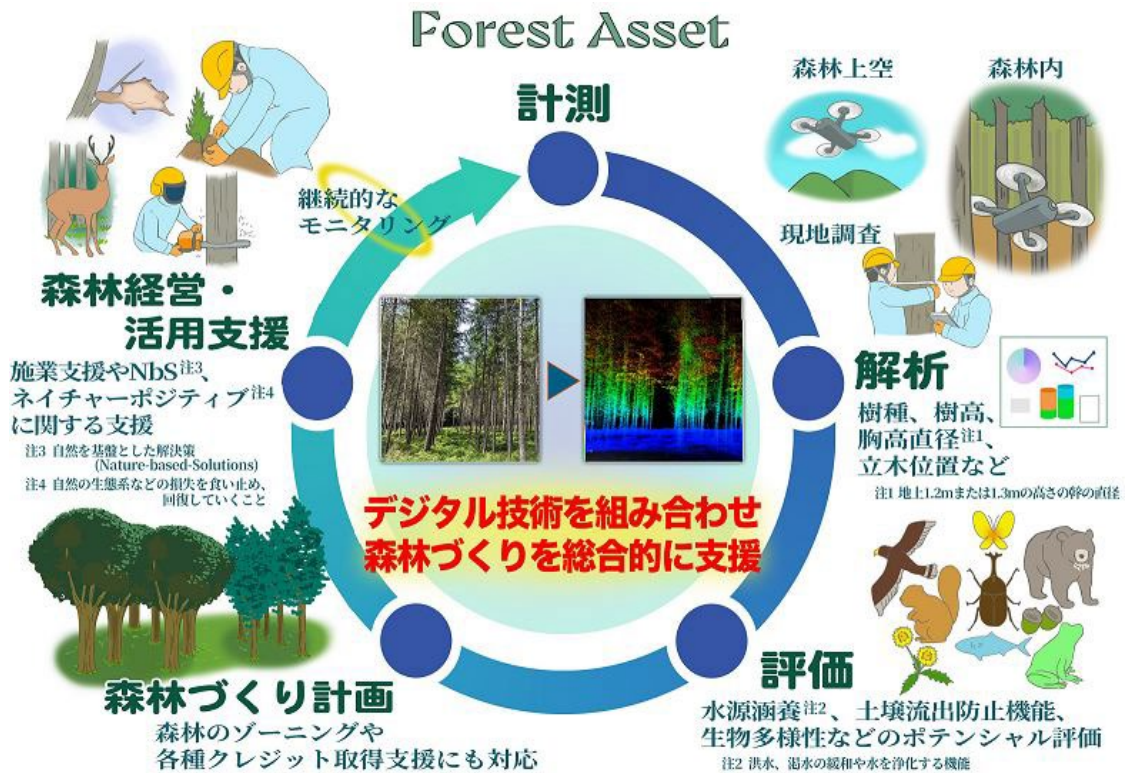 Forest Asset
計測
森林上空
森林内
現地調査
継続的な
モニタリング
解析
樹種、樹高、
胸高直径注1、
立木位置など
注1 地上1.2mまたは1.3mの高さの幹の直径
評価
水源涵養注2、土壌流出防止機能、
生物多様性などのポテンシャル評価
注2 洪水、渇水の緩和や水を浄化する機能
森林づくり計画
森林のゾーニングや
各種クレジット取得支援にも対応
森林経営・
活用支援
施業支援やNbS注3、
ネイチャーポジティブ注4
に関する支援
注3 自然を基盤とした解決策
(Nature-based-Solutions)
注4 自然の生態系などの損失を食い止め、
回復していくこと
デジタル技術を組み合わせ
森林づくりを総合的に支援